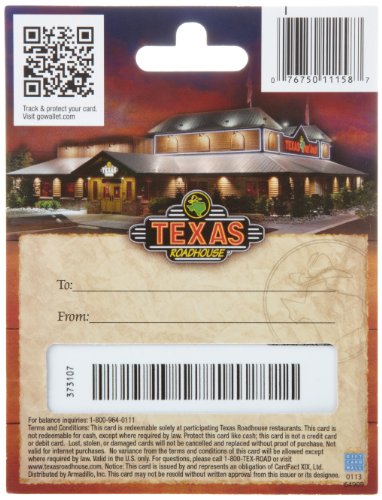 Track & protect your card.
Visit gowallet.com
0 76750 11158 7
TEXAS ROADHOUSE
TEXAS
ROADHOUSE
To:
From:
373107
For balance inquiries: 1-800-964-0111.
Terms and Conditions: This card is redeemable solely at participating Texas Roadhouse restaurants. This card is
not redeemable for cash, except where required by law. Protect this card like cash; this card is not a credit card
or debit card. Lost, stolen, or damaged cards will not be cancelled and replaced without proof of purchase. Not
valid for internet purchases. No variance from the terms and conditions of this card will be allowed except
where required by law. Valid in the U.S. only. For questions, please call 1-800-TEX-ROAD or visit
www.texasroadhouse.com. Notice: This card is issued by and represents an obligation of CardFact XIX, Ltd.
Distributed by Armadillo, Inc. This card may not be resold without written consent.
0113
64909